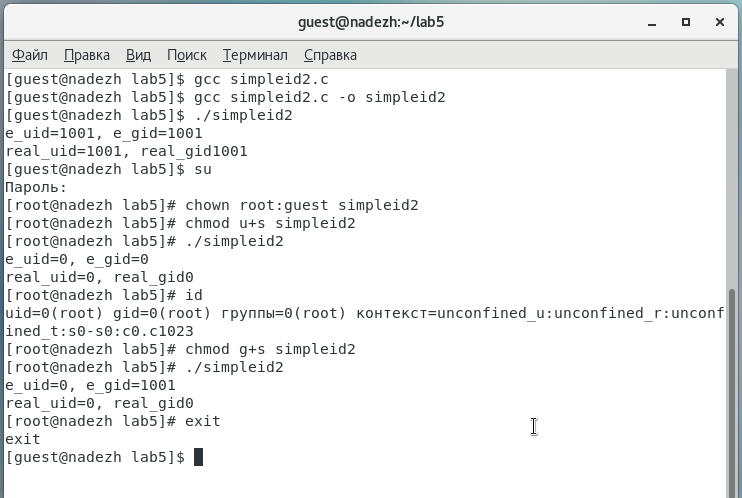 guest@nadezh:~/lab5
Файл Правка Вид Поиск Терминал Справка
[guest@nadezh lab5]$ gcc simpleid2.c
[guest@nadezh lab5]$ gcc simpleid2.c -o simpleid2
[guest@nadezh lab5]$ ./simpleid2
e_uid=1001, e_gid=1001
real_uid=1001, real_gid1001
[guest@nadezh lab5]$ su
Пароль:
[root@nadezh lab5]# chown root:guest simpleid2
[root@nadezh lab5]# chmod u+s simpleid2
[root@nadezh lab5]# ./simpleid2
e_uid=0, e_gid=0
real_uid=0, real_gid0
[root@nadezh lab5]# id
uid=0(root) gid=0(root) группы=0(root) контекст=unconfined_u:unconfined_r:unconf
ined_t:s0-s0:c0.c1023
[root@nadezh lab5]# chmod g+s simpleid2
[root@nadezh lab5]# ./simpleid2
e_uid=0, e_gid=1001
real_uid=0, real_gid0
[root@nadezh lab5]# exit
exit
[guest@nadezh lab5]$